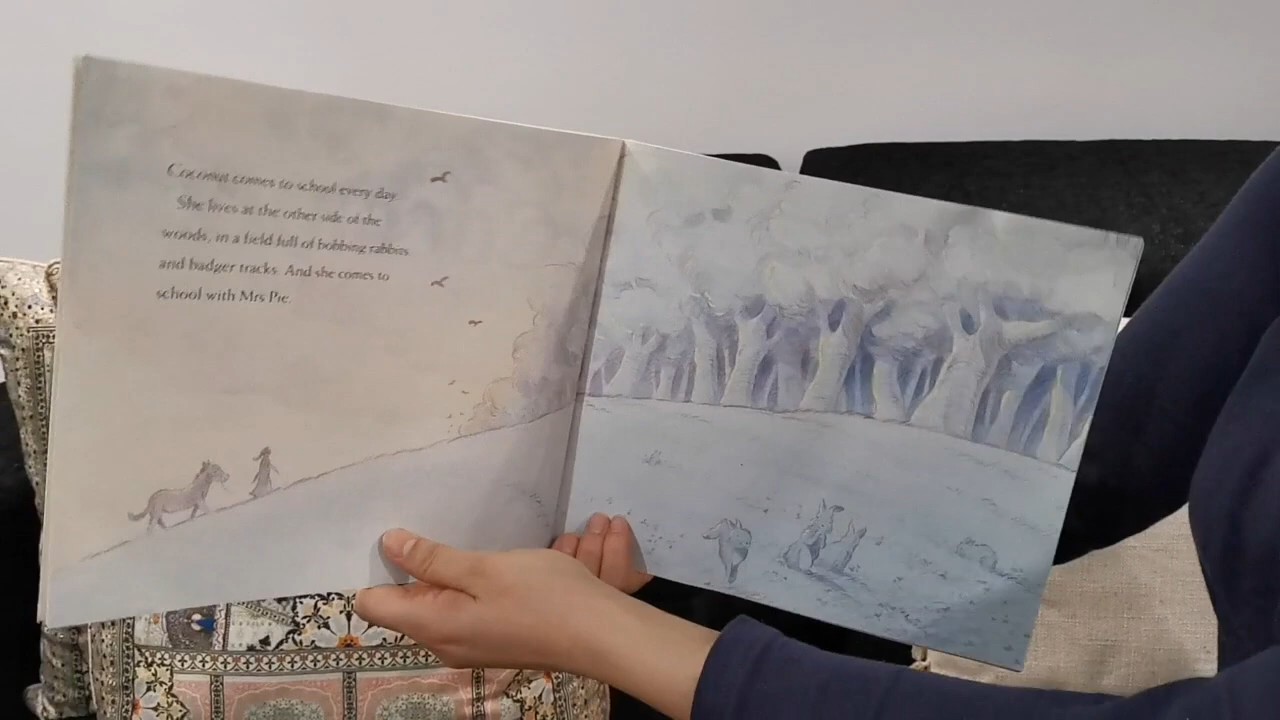 Coconut comes to school every day.
She lives at the other side of the
woods, in a field full of bobbing rabbits
and badger tracks. And she comes to
school with Mrs Pie.